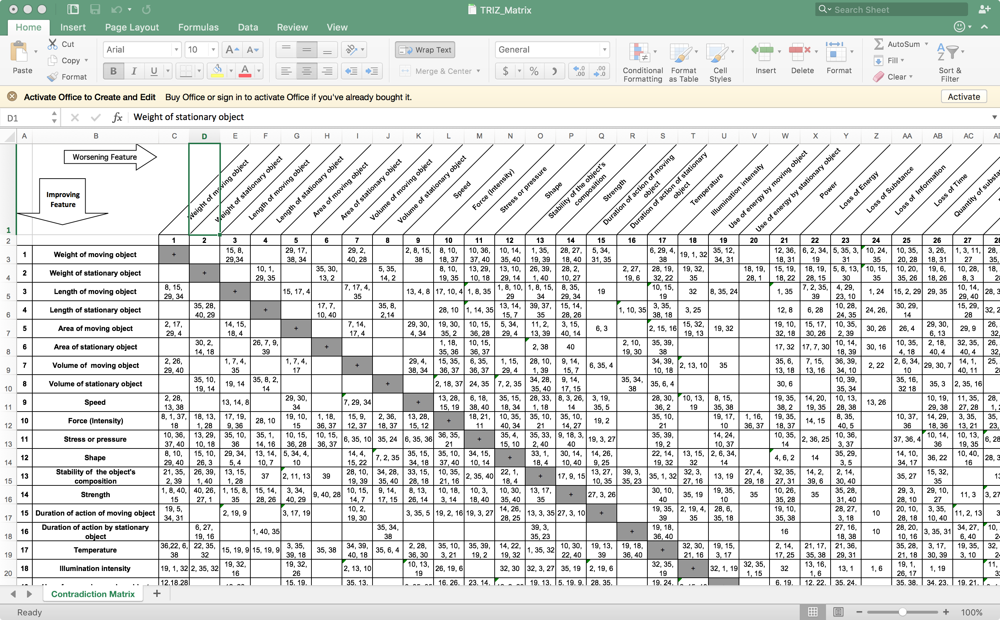 TRIZ_Matrix
Search Sheet
Home Insert Page Layout Formulas Data Review View
Paste
Cut
Copy
Format
Arial 10
B I U
Wrap Text
Merge & Center
General
$ %
Conditional Formatting
Format as Table
Cell Styles
Insert
Delete
Format
AutoSum
Fill
Clear
Sort & Filter
Activate Office to Create and Edit Buy Office or sign in to activate Office if you've already bought it. Activate
D1 fx Weight of stationary object
A B C D E F G H I J K L M N O P Q R S T U V W X Y Z AA AB AC
Worsening Feature
Improving
Feature
Weight of moving object
Weight of stationary object
Length of moving object
Length of stationary object
Area of moving object
Area of stationary object
Volume of moving object
Volume of stationary object
Speed
Force (Intensity)
Stress or pressure
Shape
Stability of the object's composition
Strength
Duration of action of moving object
Duration of action of stationary object
Temperature
Illumination intensity
Use of energy by moving object
Use of energy by stationary object
Power
Loss of Energy
Loss of Substance
Loss of Information
Loss of Time
Quantity of
1
2 1 2 3 4 5 6 7 8 9 10 11 12 13 14 15 16 17 18 19 20 21 22 23 24 25 26 27 28
3 1 Weight of moving object + 15, 8, 29,34 29, 17, 38, 34 29, 2, 40, 28 2, 8, 15, 38 8, 10, 18, 37 10, 36, 37, 40 10, 14, 35, 40 1, 35, 19, 39 28, 27, 18, 40 5, 34, 31, 35 6, 29, 4, 38 19, 1, 32 35, 12, 34, 31 12, 36, 18, 31 6, 2, 34, 19 5, 35, 3, 31 10, 24, 35 10, 35, 20, 28 3, 26, 18, 31 1, 3, 11, 27 28, 35,
4 2 Weight of stationary object + 10, 1, 29, 35 35, 30, 13, 2 5, 35, 14, 2 8, 10, 19, 35 13, 29, 10, 18 13, 10, 29, 14 26, 39, 1, 40 28, 2, 10, 27 2, 27, 19, 6 28, 19, 32, 22 19, 32, 35 18, 19, 28, 1 15, 19, 18, 22 18, 19, 28, 15 5, 8, 13, 30 10, 15, 35 10, 20, 35, 26 19, 6, 18, 26 10, 28, 8, 3 18,
5 3 Length of moving object 8, 15, 29, 34 + 15, 17, 4 7, 17, 4, 35 13, 4, 8 17, 10, 4 1, 8, 35 1, 8, 10, 29 1, 8, 15, 34 8, 35, 29, 34 19 10, 15, 19 32 8, 35, 24 1, 35 7, 2, 35, 39 4, 29, 23, 10 1, 24 15, 2, 29 29, 35 10, 14, 29, 40
6 4 Length of stationary object 35, 28, 40, 29 + 17, 7, 10, 40 35, 8, 2,14 28, 10 1, 14, 35 13, 14, 15, 7 39, 37, 35 15, 14, 28, 26 1, 10, 35 3, 35, 38, 18 3, 25 12, 8 6, 28 10, 28, 24, 35 24, 26, 30, 29, 14 15, 29, 28
7 5 Area of moving object 2, 17, 29, 4 14, 15, 18, 4 + 7, 14, 17, 4 29, 30, 4, 34 19, 30, 35, 2 10, 15, 36, 28 5, 34, 29, 4 11, 2, 13, 39 3, 15, 40, 14 6, 3 2, 15, 16 15, 32, 19, 13 19, 32 19, 10, 32, 18 15, 17, 30, 26 10, 35, 2, 39 30, 26 26, 4 29, 30, 6, 13 29, 9 26, 32,
8 6 Area of stationary object 30, 2, 14, 18 26, 7, 9, 39 + 1, 18, 35, 36 10, 15, 36, 37 2, 38 40 2, 10, 19, 30 35, 39, 38 17, 32 17, 7, 30 10, 14, 18, 39 30, 16 10, 35, 4, 18 2, 18, 40, 4 32, 35, 40, 4 26, 32,
9 7 Volume of moving object 2, 26, 29, 40 1, 7, 4, 35 1, 7, 4, 17 + 29, 4, 38, 34 15, 35, 36, 37 6, 35, 36, 37 1, 15, 29, 4 28, 10, 1, 39 9, 14, 15, 7 6, 35, 4 34, 39, 10, 18 2, 13, 10 35 35, 6, 13, 18 7, 15, 13, 16 36, 39, 34, 10 2, 22 2, 6, 34, 10 29, 30, 7 14, 1, 40, 11 25,
10 8 Volume of stationary object 35, 10, 19, 14 19, 14 35, 8, 2, 14 + 2, 18, 37 24, 35 7, 2, 35 34, 28, 35, 40 9, 14, 17, 15 35, 34, 38 35, 6, 4 30, 6 10, 39, 35, 34 35, 16, 32 18 35, 3 2, 35, 16
11 9 Speed 2, 28, 13, 38 13, 14, 8 29, 30, 34 7, 29, 34 + 13, 28, 15, 19 6, 18, 38, 40 35, 15, 18, 34 28, 33, 1, 18 8, 3, 26, 14 3, 19, 35, 5 28, 30, 36, 2 10, 13, 19 8, 15, 35, 38 19, 35, 38, 2 14, 20, 19, 35 10, 13, 28, 38 13, 26 10, 19, 29, 38 11, 35, 27, 28 28,
12 10 Force (Intensity) 8, 1, 37, 18 18, 13, 1, 28 17, 19, 9, 36 28, 10 19, 10, 15 1, 18, 36, 37 15, 9, 12, 37 2, 36, 18, 37 13, 28, 15, 12 + 18, 21, 11 10, 35, 40, 34 35, 10, 21 35, 10, 14, 27 19, 2 35, 10, 21 19, 17, 10 1, 16, 36, 37 19, 35, 18, 37 14, 15 8, 35, 40, 5 10, 37, 36 14, 29, 18, 36 3, 35, 13, 21 35, 23,
13 11 Stress or pressure 10, 36, 37, 40 13, 29, 10, 18 35, 10, 36 35, 1, 14, 16 10, 15, 36, 28 10, 15, 36, 37 6, 35, 10 35, 24 6, 35, 36 36, 35, 21 + 35, 4, 15, 10 35, 33, 2, 40 9, 18, 3, 40 19, 3, 27 35, 39, 19, 2 14, 24, 10, 37 10, 35, 14 2, 36, 25 10, 36, 3, 37 37, 36, 4 10, 14, 36 10, 13, 19, 35 6, 28
14 12 Shape 8, 10, 29, 40 15, 10, 26, 3 29, 34, 5, 4 13, 14, 10, 7 5, 34, 4, 10 14, 4, 15, 22 7, 2, 35 35, 15, 34, 18 35, 10, 37, 40 34, 15, 10, 14 + 33, 1, 18, 4 30, 14, 10, 40 14, 26, 9, 25 22, 14, 19, 32 13, 15, 32 2, 6, 34, 14 4, 6, 2 14 35, 29, 3, 5 14, 10, 34, 17 36, 22 10, 40, 16
15 13 Stability of the object's composition 21, 35, 2, 39 26, 39, 1, 40 13, 15, 1, 28 37 2, 11, 13 39 28, 10, 19, 39 34, 28, 35, 40 33, 15, 28, 18 10, 35, 21, 16 2, 35, 40 22, 1, 18, 4 + 17, 9, 15 13, 27, 10, 35 39, 3, 35, 23 35, 1, 32 32, 3, 27, 16 13, 19 27, 4, 29, 18 32, 35, 27, 31 14, 2, 39, 6 2, 14, 30, 40 35, 27 15, 32, 35
16 14 Strength 1, 8, 40, 15 40, 26, 27, 1 1, 15, 8, 35 15, 14, 28, 26 3, 34, 40, 29 9, 40, 28 10, 15, 14, 7 9, 14, 17, 15 8, 13, 26, 14 10, 18, 3, 14 10, 3, 18, 40 10, 30, 35, 40 13, 17, 35 + 27, 3, 26 30, 10, 40 35, 19 19, 35, 10 35 10, 26, 35, 28 35 35, 28, 31, 40 29, 3, 28, 10 29, 10, 27 11, 3 3, 27
17 15 Duration of action of moving object 19, 5, 34, 31 2, 19, 9 3, 17, 19 10, 2, 19, 30 3, 35, 5 19, 2, 16 19, 3, 27 14, 26, 28, 25 13, 3, 35 27, 3, 10 + 19, 35, 39 2, 19, 4, 35 28, 6, 35, 18 19, 10, 35, 38 28, 27, 3, 18 10 20, 10, 28, 18 3, 35, 10, 40 11, 2, 13 3
18 16 Duration of action by stationary object 6, 27, 19, 16 1, 40, 35 35, 34, 38 39, 3, 35, 23 + 19, 18, 36, 40 16 27, 16, 18, 38 10 28, 20, 10, 16 3, 35, 31 34, 27, 6, 40 10,
19 17 Temperature 36,22, 6, 38 22, 35, 32 15, 19, 9 15, 19, 9 3, 35, 39, 18 35, 38 34, 39, 40, 18 35, 6, 4 2, 28, 36, 30 35, 10, 3, 21 35, 39, 19, 2 14, 22, 19, 32 1, 35, 32 10, 30, 22, 40 19, 13, 39 19, 18, 36, 40 + 32, 30, 21, 16 19, 15, 3, 17 2, 14, 17, 25 21, 17, 35, 38 21, 36, 29, 31 35, 28, 21, 18 3, 17, 30, 39 19, 35, 3, 10 32,
20 18 Illumination intensity 19, 1, 32 2, 35, 32 19, 32, 16 19, 32, 26 2, 13, 10 10, 13, 19 26, 19, 6 32, 30 32, 3, 27 35, 19 2, 19, 6 32, 35, 19 + 32, 1, 19 32, 35, 1, 15 32 13, 16, 1, 6 13, 1 1, 6 19, 1, 26, 17 1, 19 11,
12,18,28 15, 19, 35, 13, 16, 26, 23, 14, 19, 13, 5, 19, 9, 28, 35, 19, 24, 6, 19, 12, 22, 35, 24, 35, 38, 34, 23, 19, 21,
Contradiction Matrix
Ready 100%